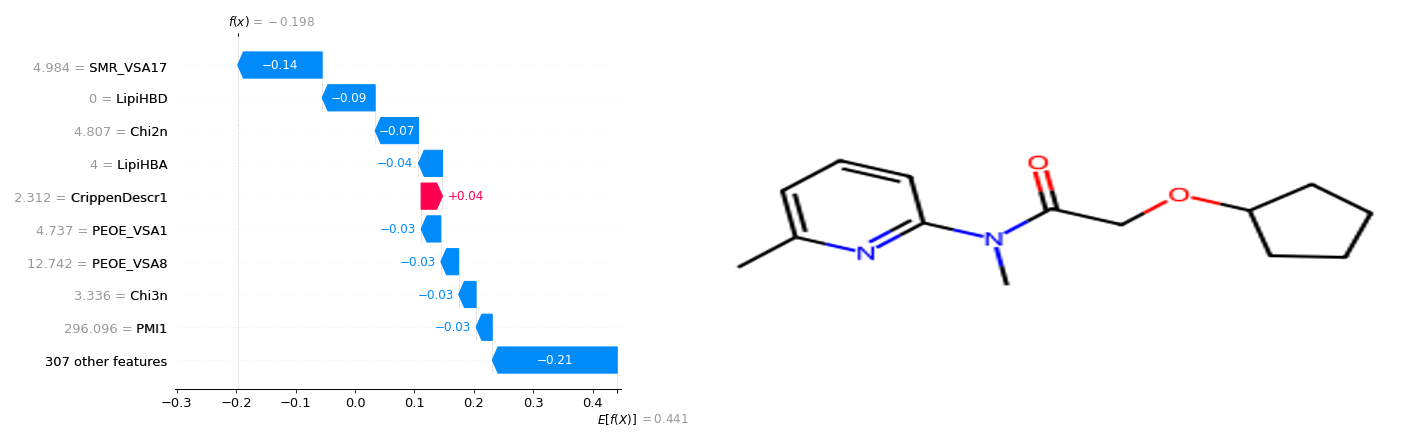 f(x) = −0.198
4.984 = SMR_VSA17
−0.14
0 = LipiHBD
−0.09
4.807 = Chi2n
−0.07
4 = LipiHBA
−0.04
2.312 = CrippenDescr1
+0.04
4.737 = PEOE_VSA1
−0.03
12.742 = PEOE_VSA8
−0.03
3.336 = Chi3n
−0.03
296.096 = PMI1
−0.03
307 other features
−0.21
−0.3 −0.2 −0.1 0.0 0.1 0.2 0.3 0.4
E[f(X)] = 0.441
O
O
N
N